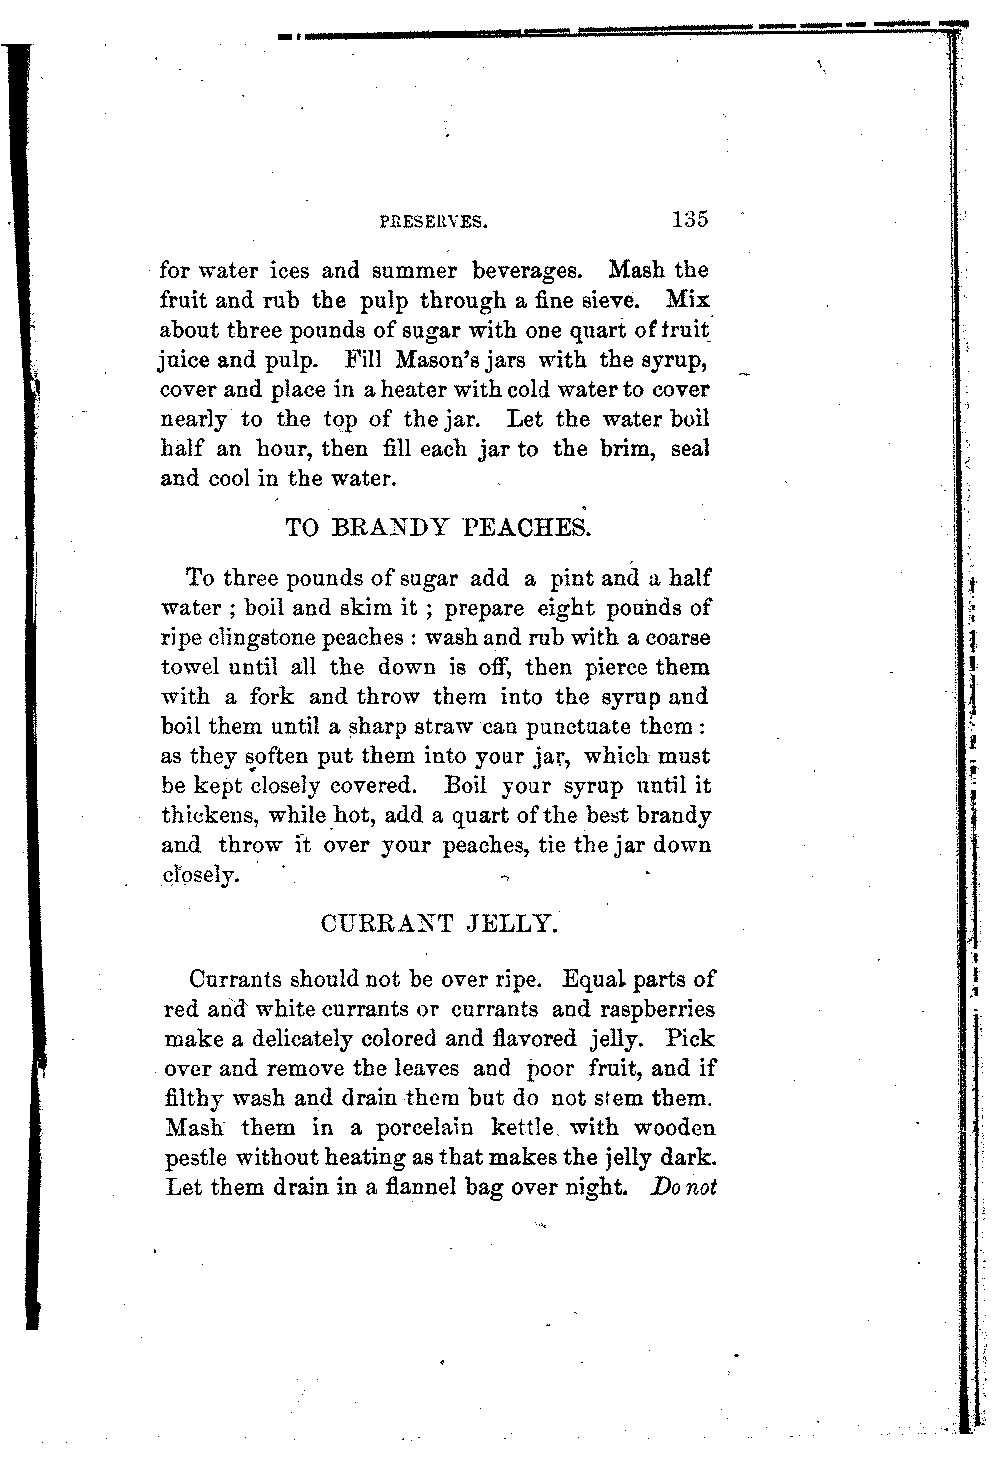 PRESERVES. 135
for water ices and summer beverages. Mash the
fruit and rub the pulp through a fine sieve. Mix
about three pounds of sugar with one quart of fruit
juice and pulp. Fill Mason's jars with the syrup,
cover and place in a heater with cold water to cover
nearly to the top of the jar. Let the water boil
half an hour, then fill each jar to the brim, seal
and cool in the water.
TO BRANDY PEACHES.
To three pounds of sugar add a pint and a half
water ; boil and skim it ; prepare eight pounds of
ripe clingstone peaches : wash and rub with a coarse
towel until all the down is off, then pierce them
with a fork and throw them into the syrup and
boil them until a sharp straw can punctuate them :
as they soften put them into your jar, which must
be kept closely covered. Boil your syrup until it
thickens, while hot, add a quart of the best brandy
and throw it over your peaches, tie the jar down
closely.
CURRANT JELLY.
Currants should not be over ripe. Equal parts of
red and white currants or currants and raspberries
make a delicately colored and flavored jelly. Pick
over and remove the leaves and poor fruit, and if
filthy wash and drain them but do not stem them.
Mash them in a porcelain kettle with wooden
pestle without heating as that makes the jelly dark.
Let them drain in a flannel bag over night. Do not